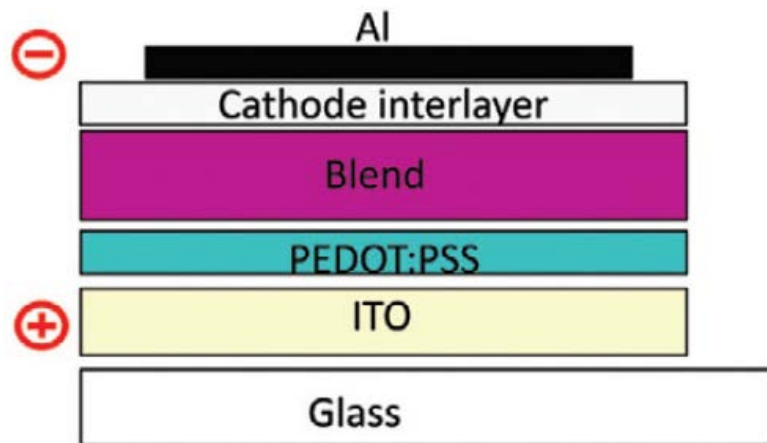 Al
Cathode interlayer
Blend
PEDOT:PSS
ITO
Glass